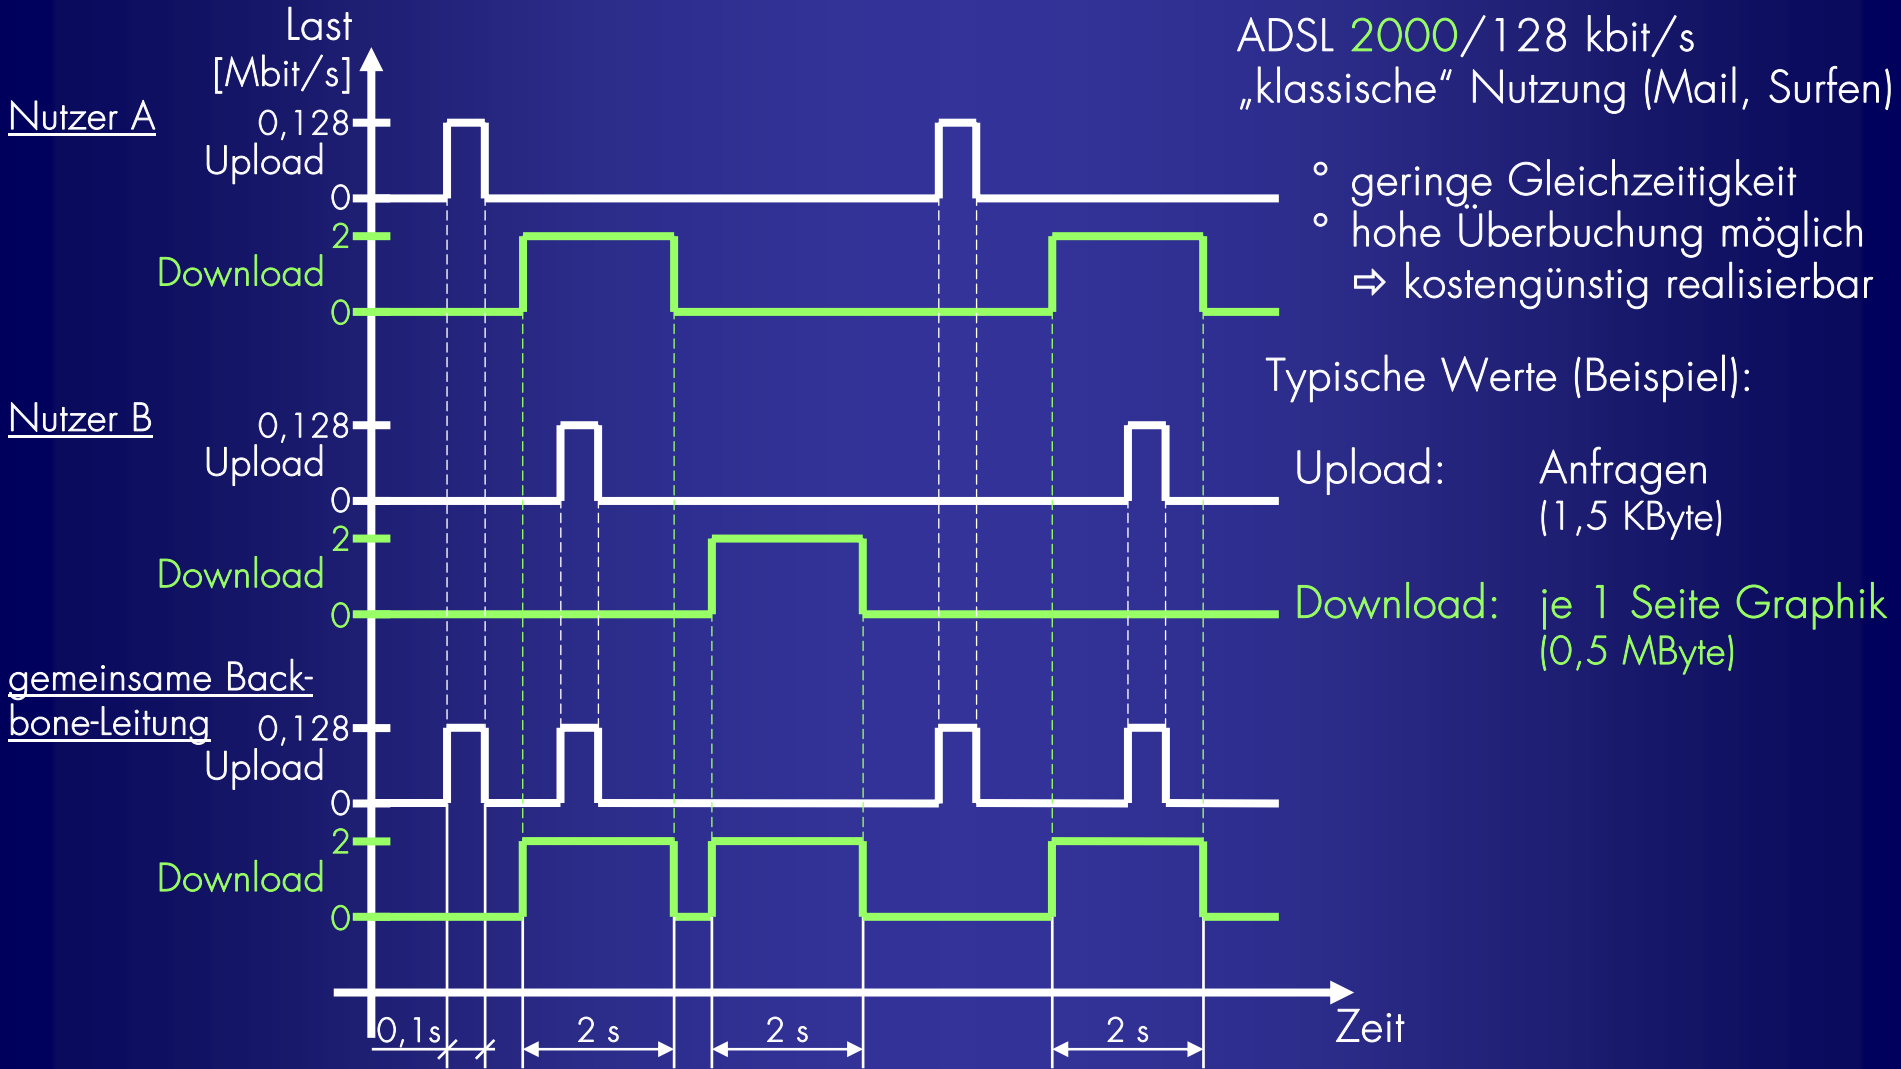 Last
[Mbit/s]
Nutzer A
0,128
Upload
0
2
Download
0
Nutzer B
0,128
Upload
0
2
Download
0
gemeinsame Back-
bone-Leitung
0,128
Upload
0
2
Download
0
0,1s
2 s
2 s
2 s
Zeit
ADSL 2000/128 kbit/s
„klassische“ Nutzung (Mail, Surfen)
° geringe Gleichzeitigkeit
° hohe Überbuchung möglich
⇨ kostengünstig realisierbar
Typische Werte (Beispiel):
Upload: Anfragen
(1,5 KByte)
Download: je 1 Seite Graphik
(0,5 MByte)